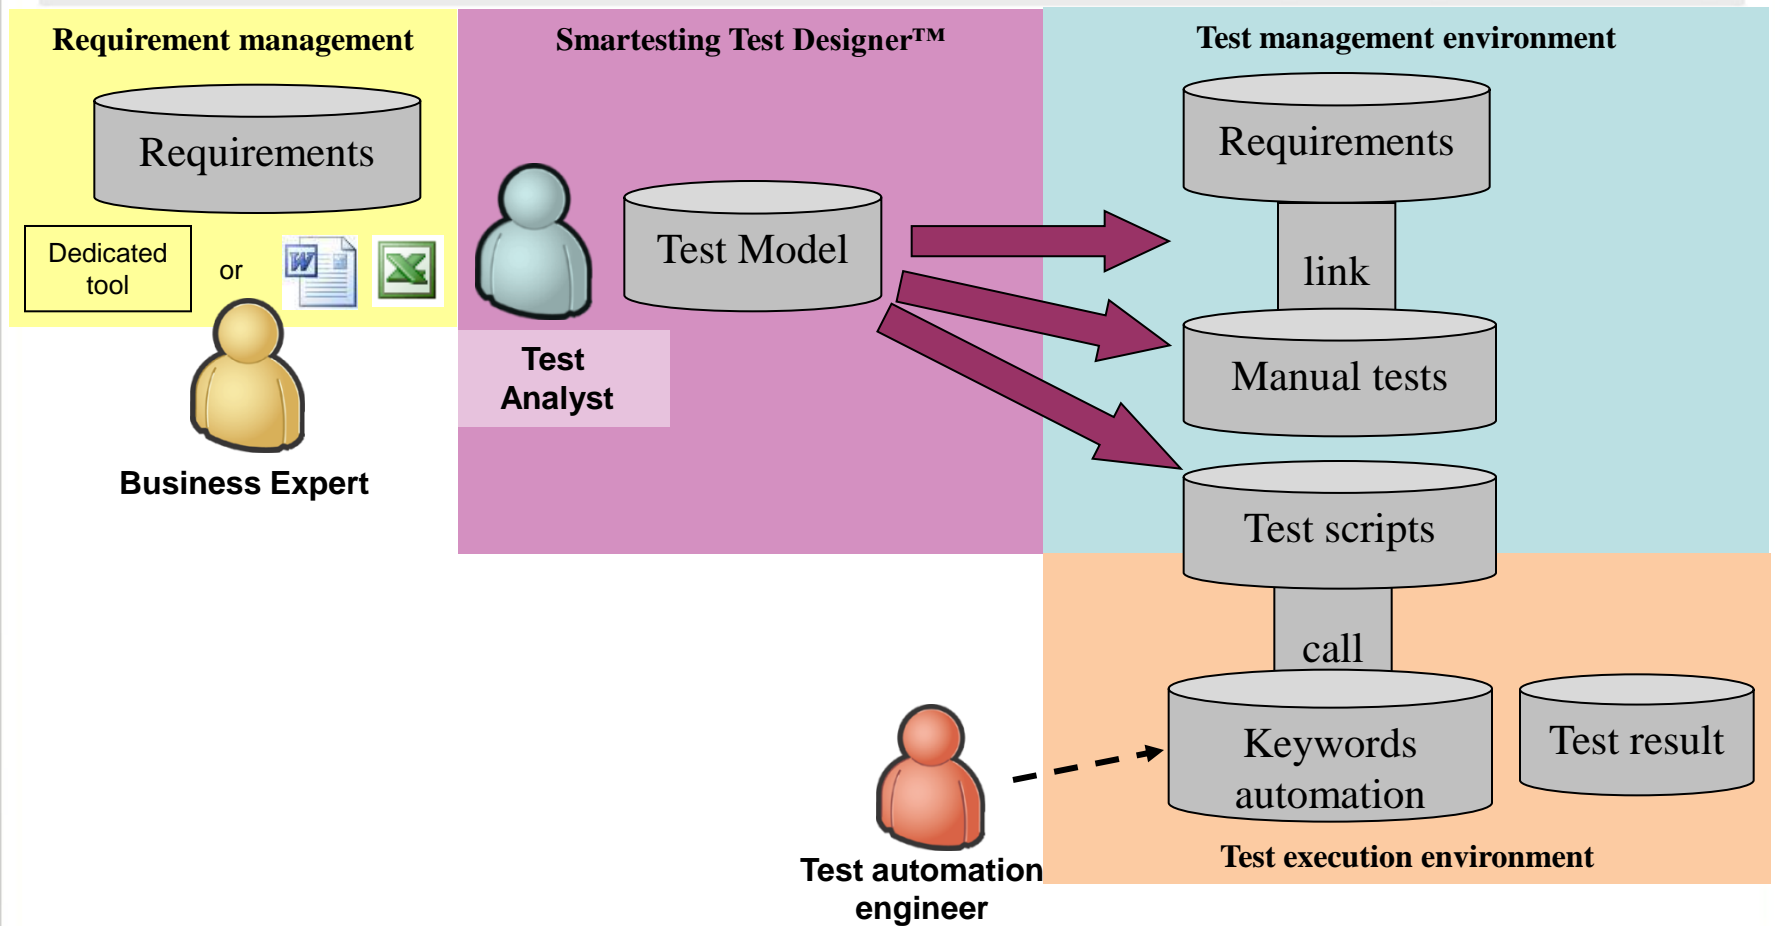 Requirement management
Requirements
Dedicated
tool
or
W
Business Expert
Smartesting Test Designer™
Test Model
Test
Analyst
Test management environment
Requirements
link
Manual tests
Test scripts
call
Keywords
automation
Test result
Test execution environment
Test automation
engineer